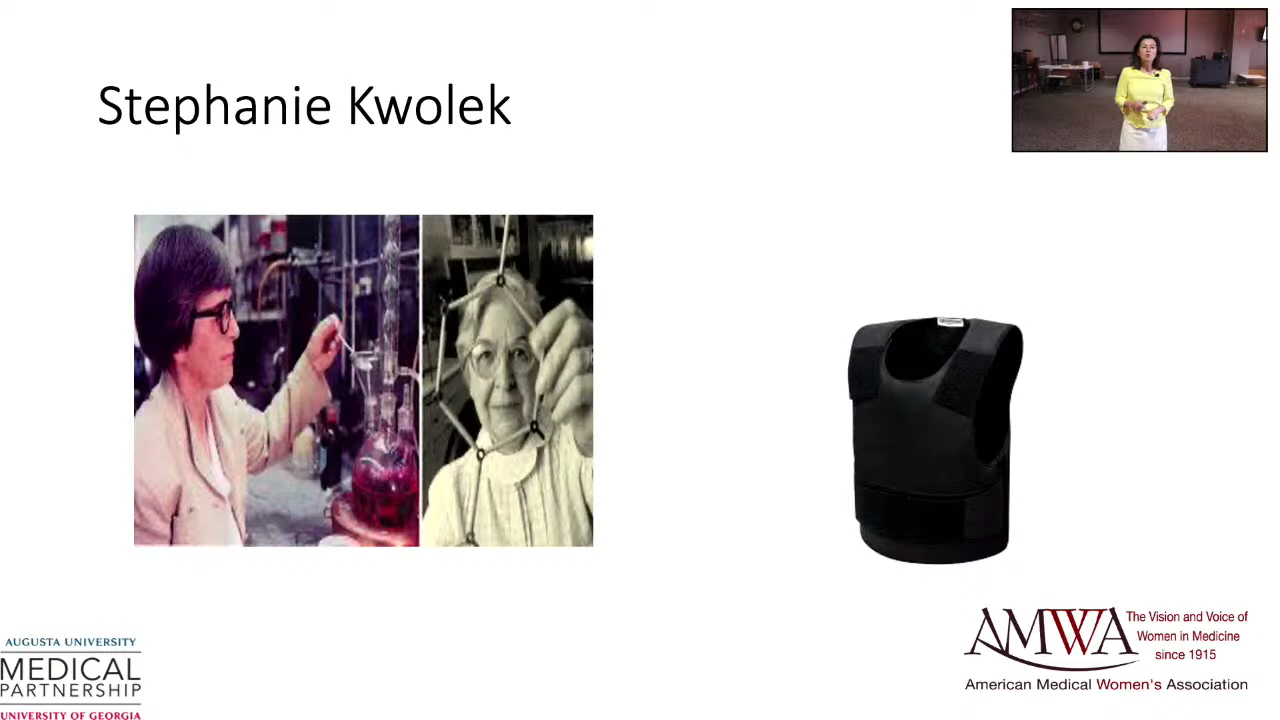 Stephanie Kwolek
AUGUSTA UNIVERSITY
MEDICAL
PARTNERSHIP
UNIVERSITY OF GEORGIA
AMWA
The Vision and Voice of
Women in Medicine
since 1915
American Medical Women's Association